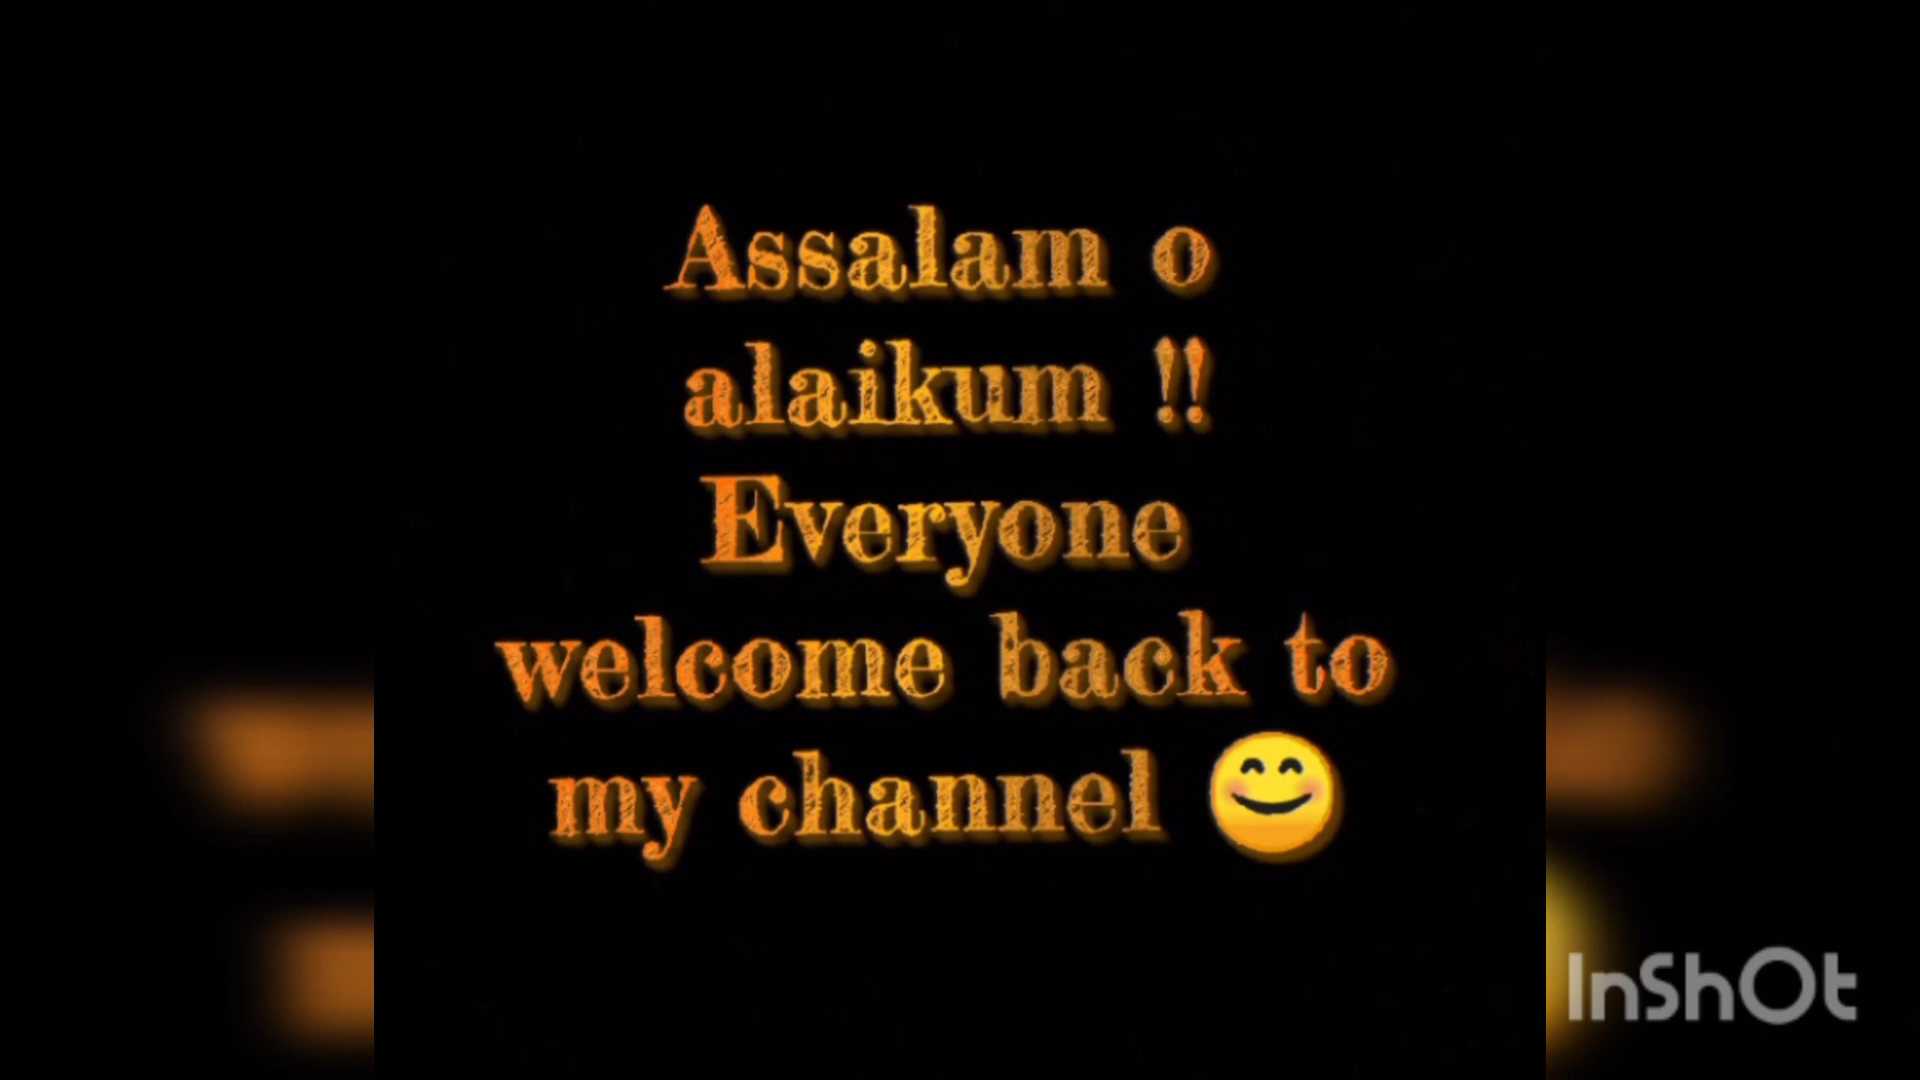 Assalam o
alaikum !!
Everyone
welcome back to
my channel 😊
InShOt